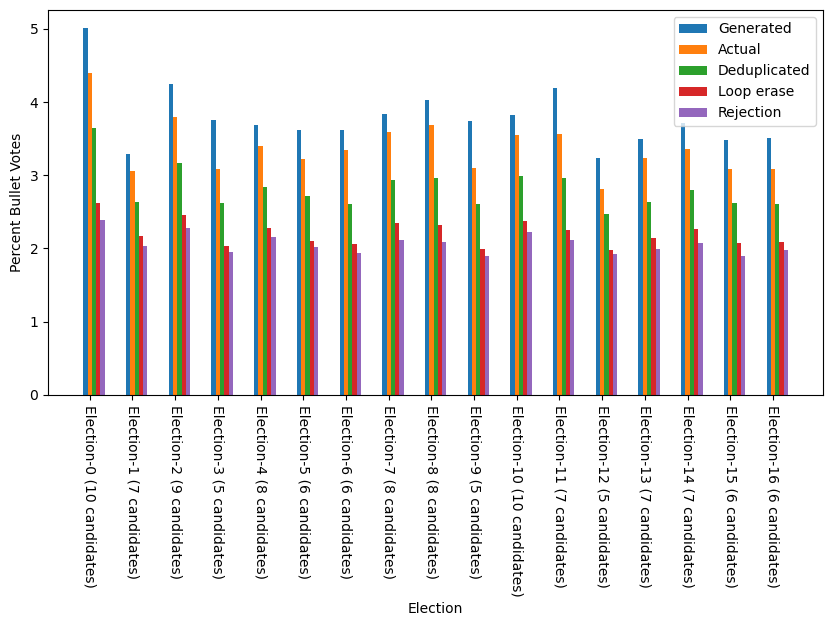 Generated
Actual
Deduplicated
Loop erase
Rejection
Percent Bullet Votes
5
4
3
2
1
0
Election-0 (10 candidates)
Election-1 (7 candidates)
Election-2 (9 candidates)
Election-3 (5 candidates)
Election-4 (8 candidates)
Election-5 (6 candidates)
Election-6 (6 candidates)
Election-7 (8 candidates)
Election-8 (8 candidates)
Election-9 (5 candidates)
Election-10 (10 candidates)
Election-11 (7 candidates)
Election-12 (5 candidates)
Election-13 (7 candidates)
Election-14 (7 candidates)
Election-15 (6 candidates)
Election-16 (6 candidates)
Election